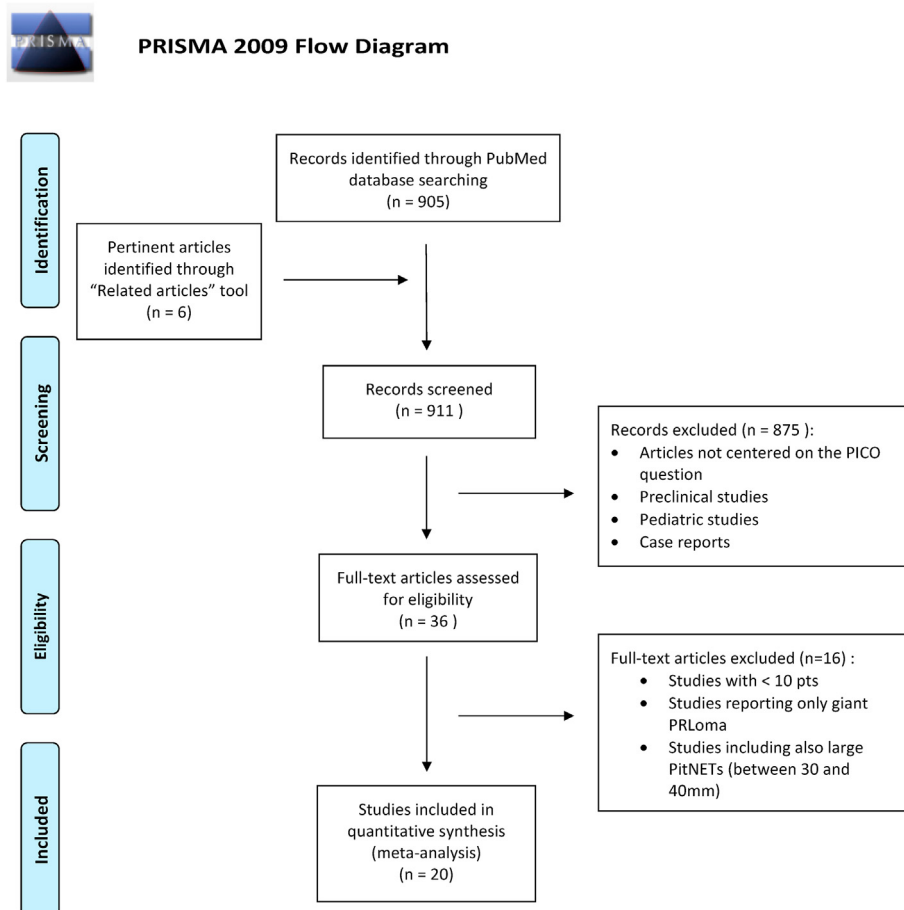 PRISMA
PRISMA 2009 Flow Diagram
Identification
Records identified through PubMed
database searching
(n = 905)
Pertinent articles
identified through
“Related articles” tool
(n = 6)
Screening
Records screened
(n = 911 )
Records excluded (n = 875 ):
• Articles not centered on the PICO
question
• Preclinical studies
• Pediatric studies
• Case reports
Eligibility
Full-text articles assessed
for eligibility
(n = 36 )
Full-text articles excluded (n=16) :
• Studies with < 10 pts
• Studies reporting only giant
PRLoma
• Studies including also large
PitNETs (between 30 and
40mm)
Included
Studies included in
quantitative synthesis
(meta-analysis)
(n = 20)